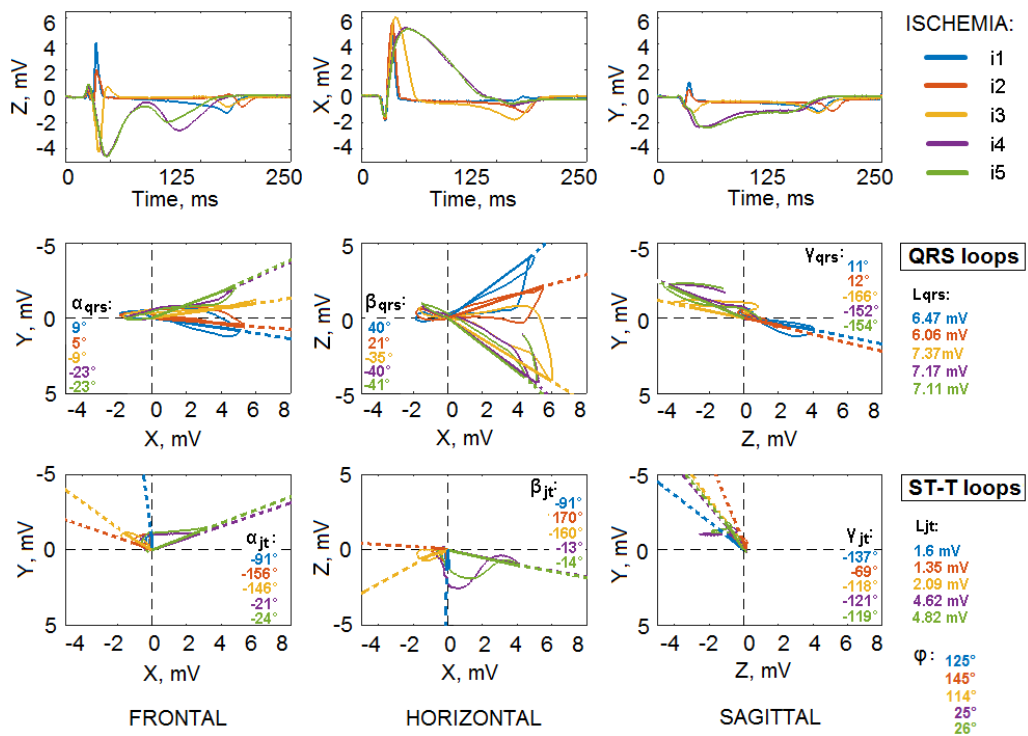 ISCHEMIA:
i1
i2
i3
i4
i5
Z, mV
6
4
2
0
-2
-4
0 125 250
Time, ms
X, mV
6
4
2
0
-2
-4
0 125 250
Time, ms
Y, mV
6
4
2
0
-2
-4
0 125 250
Time, ms
QRS loops
Y, mV
-5
0
5
αqrs:
9°
5°
-9°
-23°
-23°
-4 -2 0 2 4 6 8
X, mV
Z, mV
5
0
-5
βqrs:
40
21
-35°
-40°
-41°
-4 -2 0 2 4 6 8
X, mV
Y, mV
-5
0
5
γqrs:
11°
12°
-166°
-152°
-154°
-4 -2 0 2 4 6 8
Z, mV
Lqrs:
6.47 mV
6.06 mV
7.37 mV
7.17 mV
7.11 mV
ST-T loops
Y, mV
-5
0
5
αjt:
-91°
-156°
-146°
-21°
-24°
-4 -2 0 2 4 6 8
X, mV
Z, mV
5
0
-5
βjt:
-91°
170°
-160°
-13°
-14°
-4 -2 0 2 4 6 8
X, mV
Y, mV
-5
0
5
γjt:
-137°
-69°
-118°
-121°
-119°
-4 -2 0 2 4 6 8
Z, mV
Ljt:
1.6 mV
1.35 mV
2.09 mV
4.62 mV
4.82 mV
φ:
125°
145°
114°
25°
26°
FRONTAL
HORIZONTAL
SAGITTAL